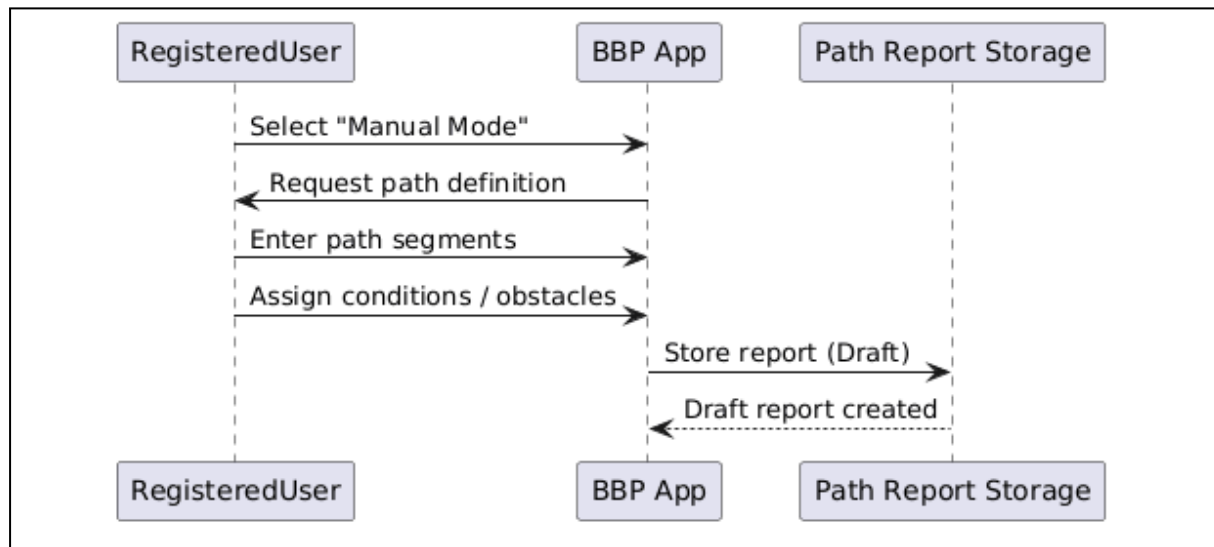 RegisteredUser
BBP App
Path Report Storage
Select "Manual Mode"
Request path definition
Enter path segments
Assign conditions / obstacles
Store report (Draft)
Draft report created
RegisteredUser
BBP App
Path Report Storage